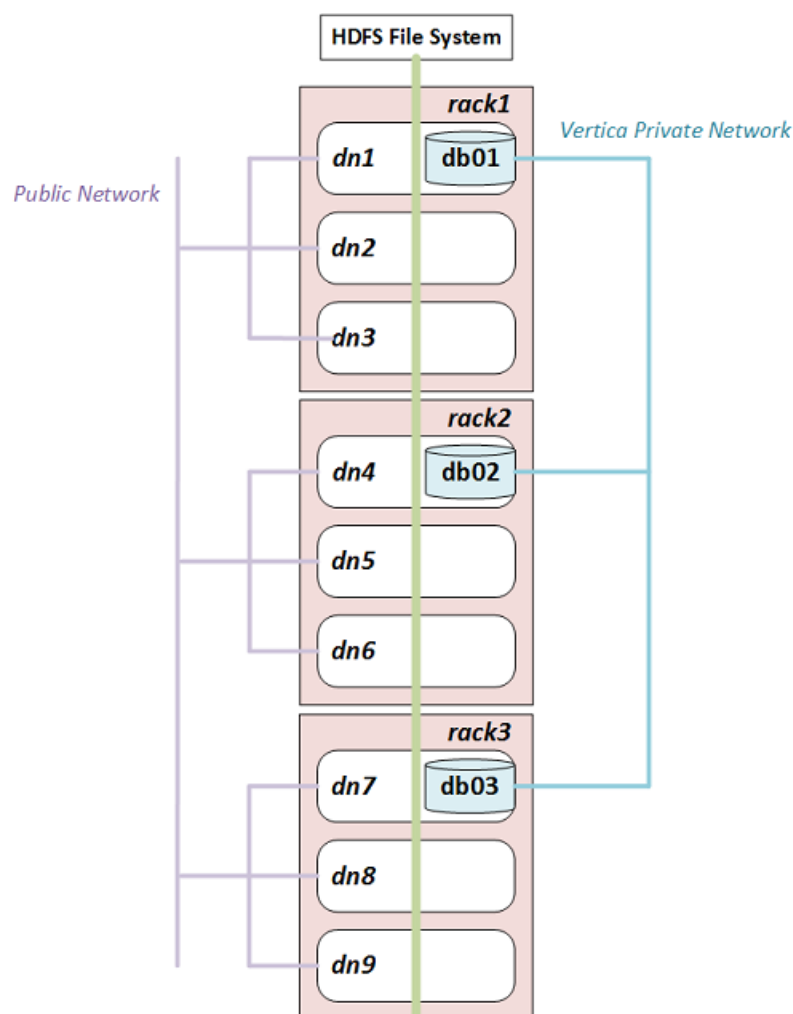 HDFS File System
rack1
Vertica Private Network
dn1
db01
Public Network
dn2
dn3
rack2
dn4
db02
dn5
dn6
rack3
dn7
db03
dn8
dn9